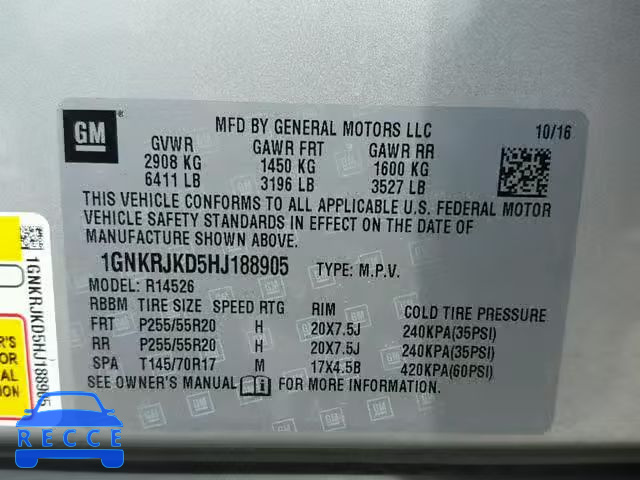 GM
®
MFD BY GENERAL MOTORS LLC 10/16
GVWR GAWR FRT GAWR RR
2908 KG 1450 KG 1600 KG
6411 LB 3196 LB 3527 LB
THIS VEHICLE CONFORMS TO ALL APPLICABLE U.S. FEDERAL MOTOR
VEHICLE SAFETY STANDARDS IN EFFECT ON THE DATE OF
MANUFACTURE SHOWN ABOVE.
1GNKRJKD5HJ188905 TYPE: M.P.V.
MODEL: R14526
RBBM TIRE SIZE SPEED RTG RIM COLD TIRE PRESSURE
FRT P255/55R20 H 20X7.5J 240KPA(35PSI)
RR P255/55R20 H 20X7.5J 240KPA(35PSI)
SPA T145/70R17 M 17X4.5B 420KPA(60PSI)
SEE OWNER'S MANUAL FOR MORE INFORMATION.
1GNKRJKD5HJ188905
RECCE